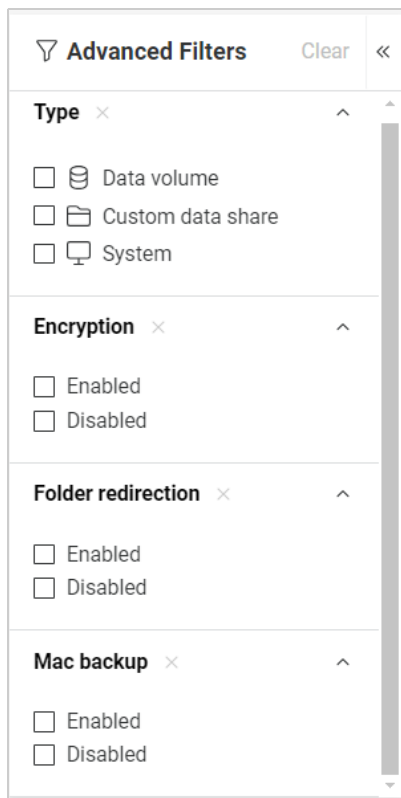 Advanced Filters Clear «
Type ×
Data volume
Custom data share
System
Encryption ×
Enabled
Disabled
Folder redirection ×
Enabled
Disabled
Mac backup ×
Enabled
Disabled